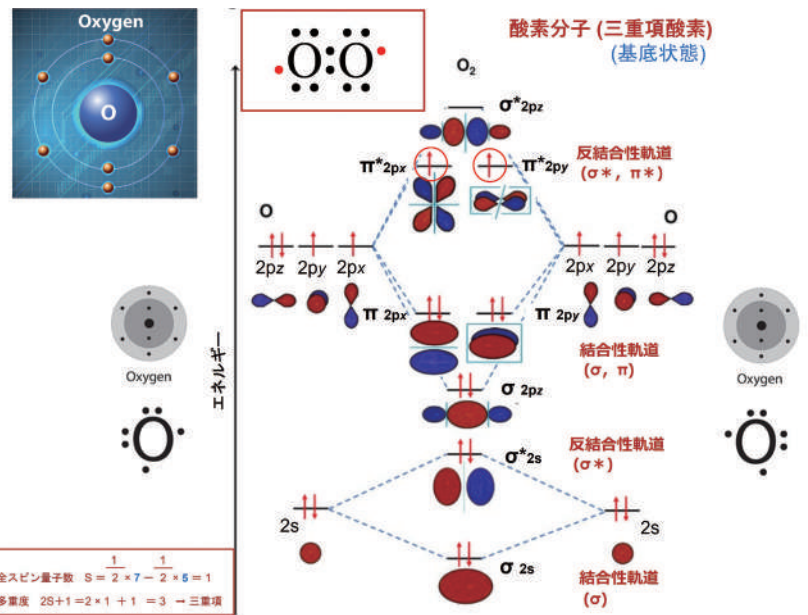 Oxygen
O
O:O
酸素分子 (三重項酸素)
(基底状態)
O₂
σ*2pz
π*2px
π*2py
反結合性軌道
(σ*, π*)
O
O
2pz 2py 2px
2px 2py 2pz
π 2px
π 2py
結合性軌道
(σ, π)
Oxygen
Oxygen
エネルギー
σ 2pz
O
O
σ*2s
反結合性軌道
(σ*)
2s
2s
σ 2s
結合性軌道
(σ)
全スピン量子数 S = 1/2 × 7 − 1/2 × 5 = 1
多重度 2S+1 =2×1 + 1 =3 → 三重項